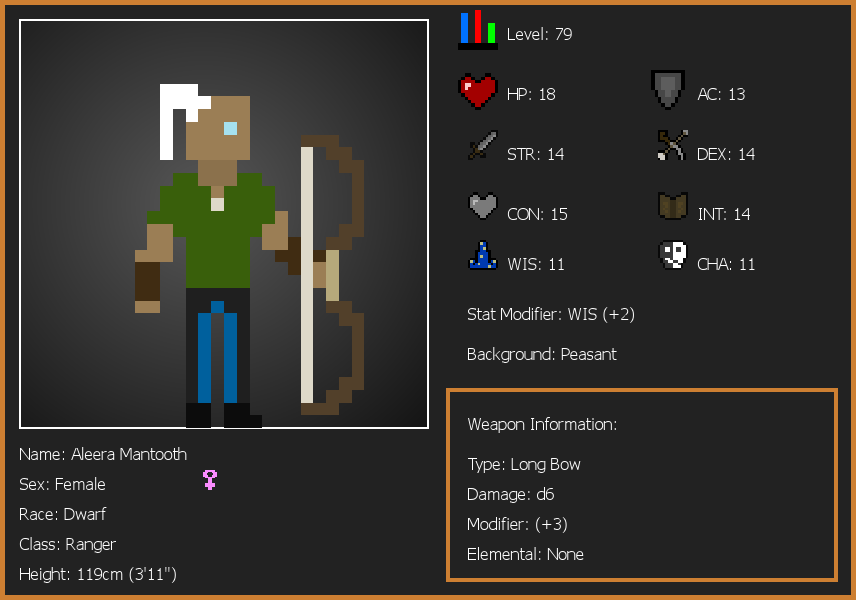 Level: 79
HP: 18
AC: 13
STR: 14
DEX: 14
CON: 15
INT: 14
WIS: 11
CHA: 11
Stat Modifier: WIS (+2)
Background: Peasant
Weapon Information:
Type: Long Bow
Damage: d6
Modifier: (+3)
Elemental: None
Name: Aleera Mantooth
Sex: Female
Race: Dwarf
Class: Ranger
Height: 119cm (3'11")